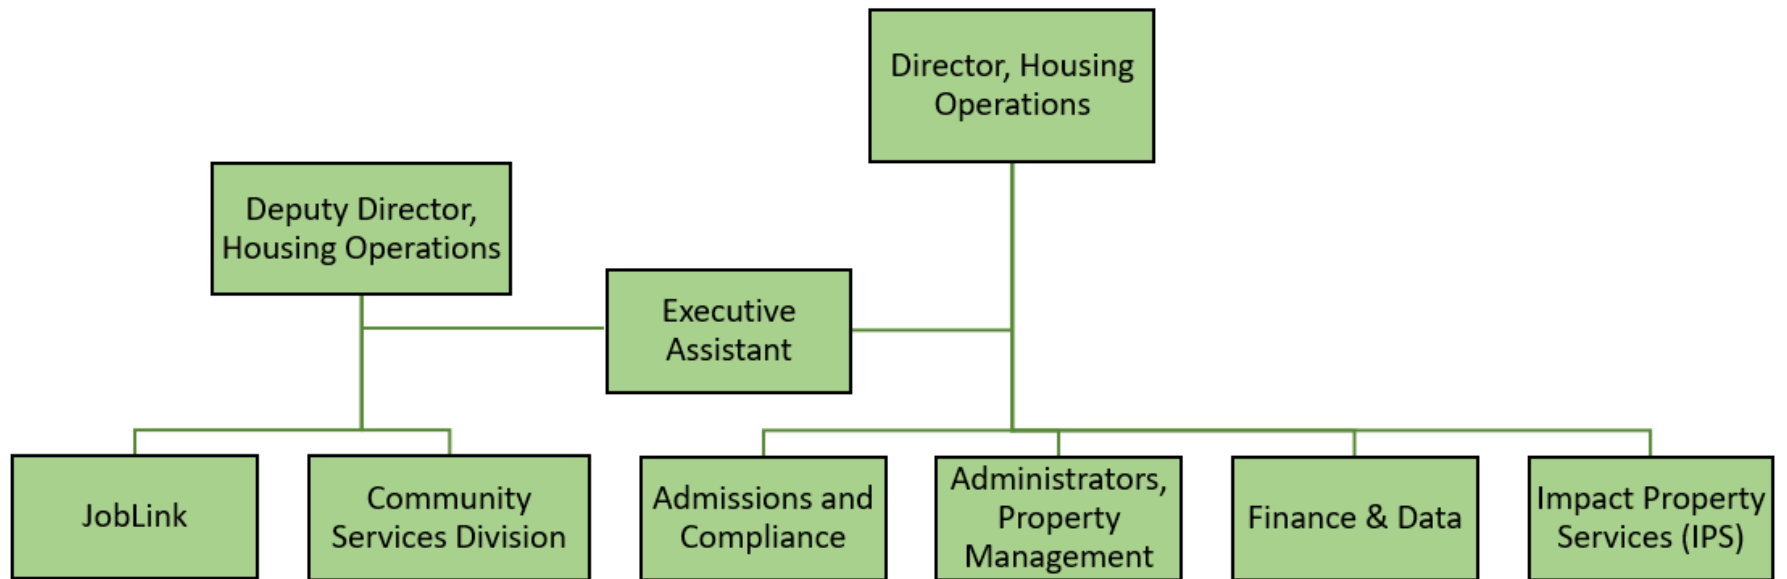 Director, Housing
Operations
Deputy Director,
Housing Operations
Executive
Assistant
JobLink
Community
Services Division
Admissions and
Compliance
Administrators,
Property
Management
Finance & Data
Impact Property
Services (IPS)